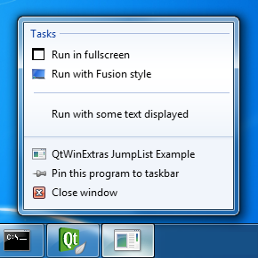 Tasks
Run in fullscreen
Run with Fusion style
Run with some text displayed
QtWinExtras JumpList Example
Pin this program to taskbar
Close window
C:\.
Qt